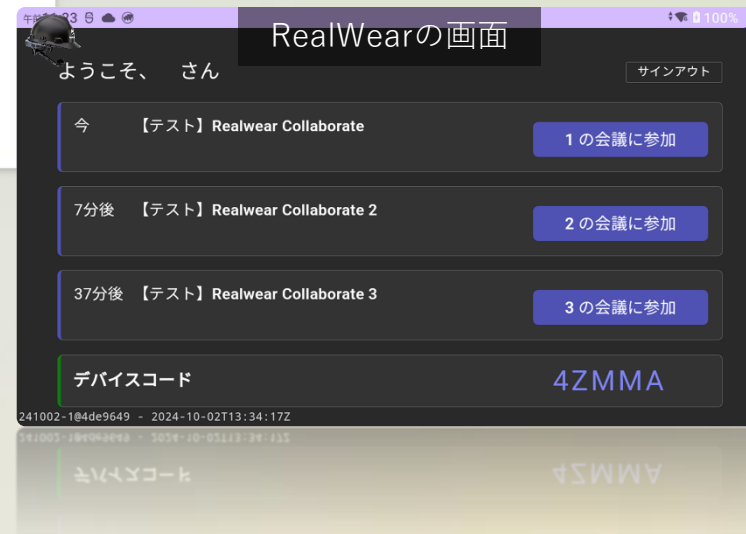 RealWearの画面
100%
ようこそ、 さん
サインアウト
今 【テスト】Realwear Collaborate
1 の会議に参加
7分後 【テスト】Realwear Collaborate 2
2 の会議に参加
37分後 【テスト】Realwear Collaborate 3
3 の会議に参加
デバイスコード
4ZMMA
241002-1@4de9649 - 2024-10-02T13:34:17Z